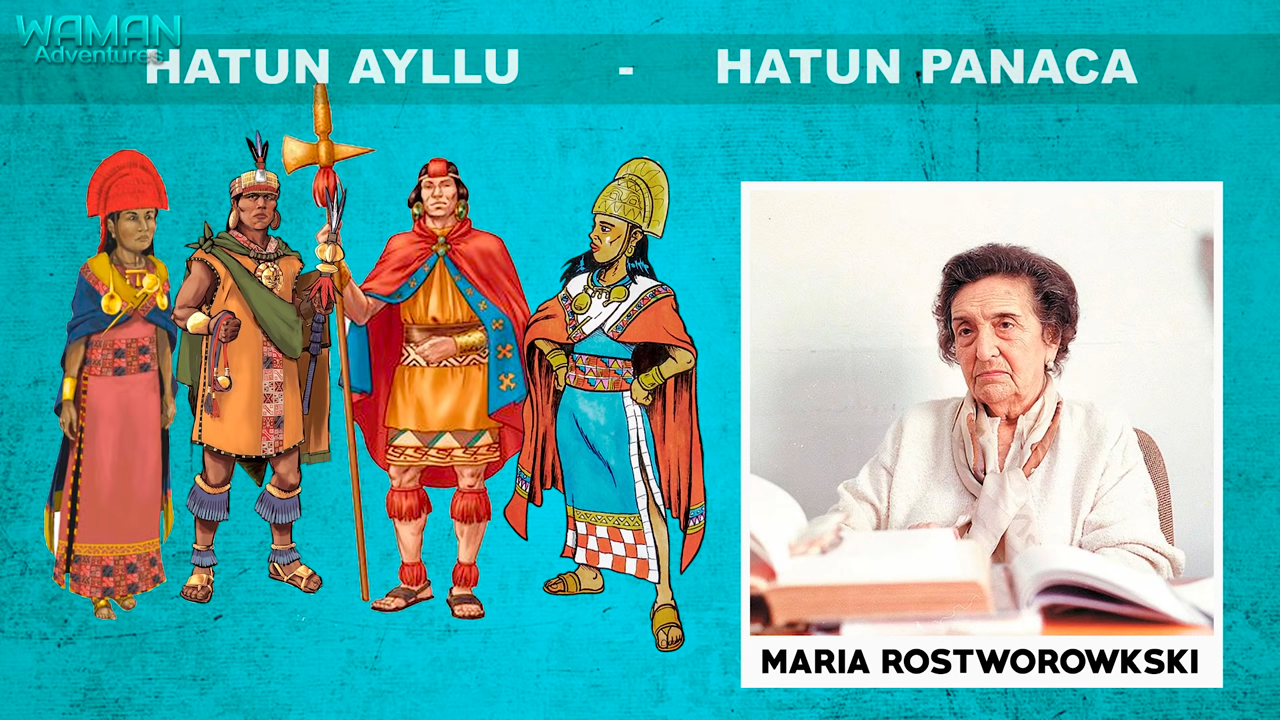 WAMAN
Adventures
HATUN AYLLU - HATUN PANACA
MARIA ROSTWOROWKSKI